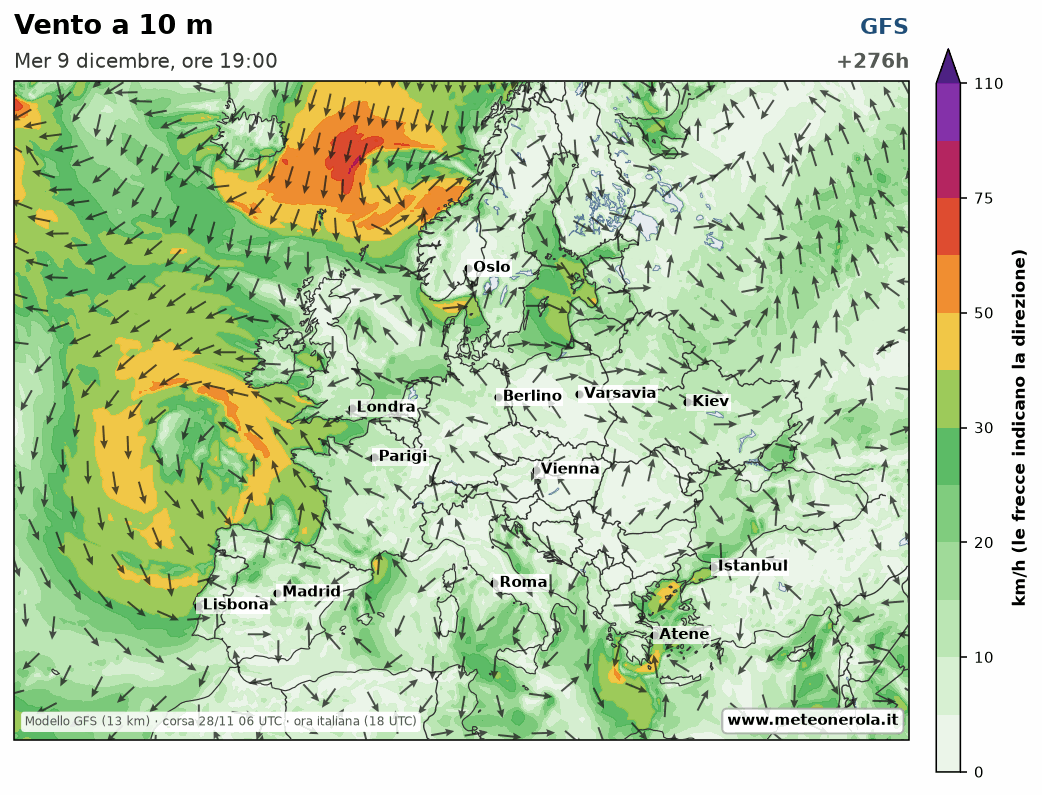 Vento a 10 m
GFS
Mer 9 dicembre, ore 19:00
+276h
Oslo
Londra
Berlino
Varsavia
Kiev
Parigi
Vienna
Istanbul
Roma
Madrid
Lisbona
Atene
Modello GFS (13 km) · corsa 28/11 06 UTC · ora italiana (18 UTC)
www.meteonerola.it
110
75
50
30
20
10
0
km/h (le frecce indicano la direzione)